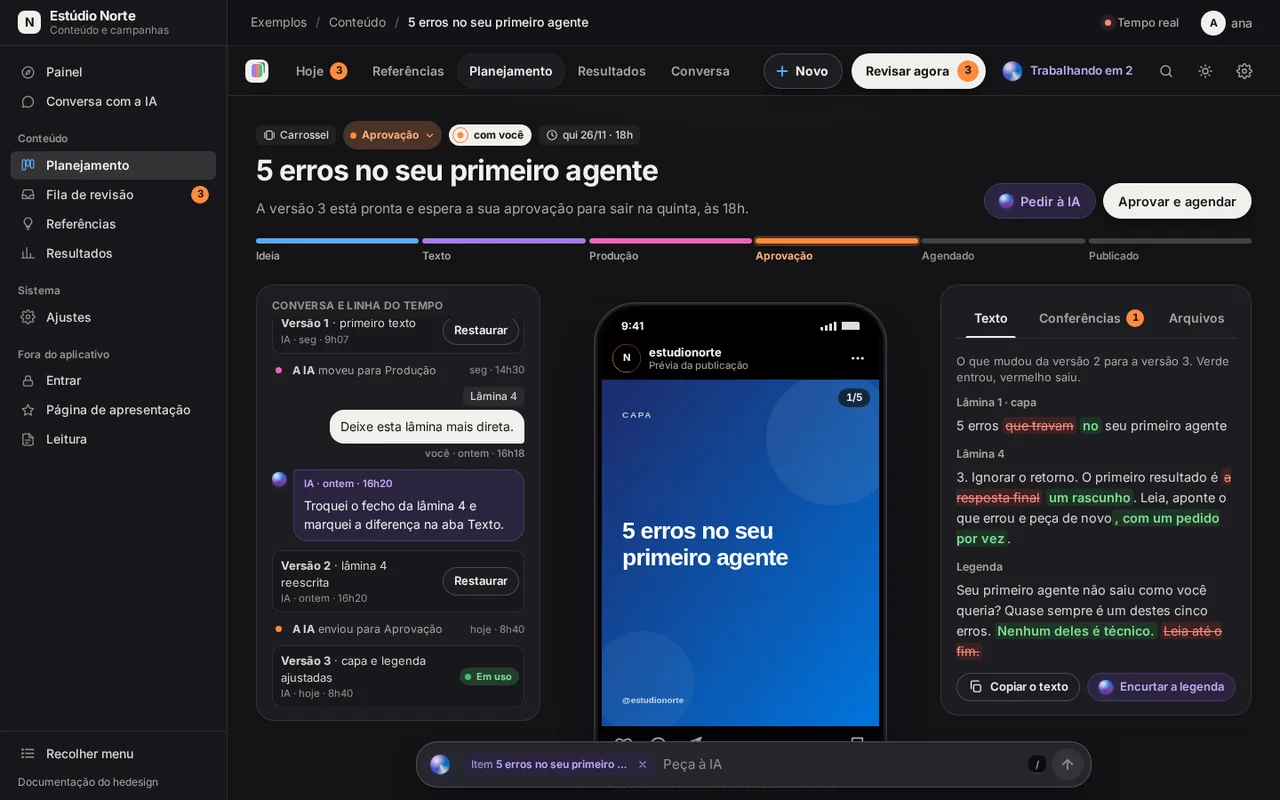 N
Estúdio Norte
Conteúdo e campanhas
Painel
Conversa com a IA
Conteúdo
Planejamento
Fila de revisão 3
Referências
Resultados
Sistema
Ajustes
Fora do aplicativo
Entrar
Página de apresentação
Leitura
Recolher menu
Documentação do hedesign
Exemplos / Conteúdo / 5 erros no seu primeiro agente
Tempo real
A ana
Hoje 3
Referências
Planejamento
Resultados
Conversa
+ Novo
Revisar agora 3
Trabalhando em 2
Carrossel
Aprovação
com você
qui 26/11 · 18h
5 erros no seu primeiro agente
A versão 3 está pronta e espera a sua aprovação para sair na quinta, às 18h.
Pedir à IA
Aprovar e agendar
Ideia
Texto
Produção
Aprovação
Agendado
Publicado
CONVERSA E LINHA DO TEMPO
Versão 1 · primeiro texto
IA · seg · 9h07
Restaurar
A IA moveu para Produção seg · 14h30
Lâmina 4
Deixe esta lâmina mais direta.
você · ontem · 16h18
IA · ontem · 16h20
Troquei o fecho da lâmina 4 e
marquei a diferença na aba Texto.
Versão 2 · lâmina 4
reescrita
IA · ontem · 16h20
Restaurar
A IA enviou para Aprovação hoje · 8h40
Versão 3 · capa e legenda
ajustadas
IA · hoje · 8h40
Em uso
9:41
N
estudionorte
Prévia da publicação
1/5
CAPA
5 erros no seu
primeiro agente
@estudionorte
Texto
Conferências 1
Arquivos
O que mudou da versão 2 para a versão 3. Verde
entrou, vermelho saiu.
Lâmina 1 · capa
5 erros que travam no seu primeiro agente
Lâmina 4
3. Ignorar o retorno. O primeiro resultado é a
resposta final um rascunho. Leia, aponte o
que errou e peça de novo, com um pedido
por vez.
Legenda
Seu primeiro agente não saiu como você
queria? Quase sempre é um destes cinco
erros. Nenhum deles é técnico. Leia até o
fim.
Copiar o texto
Encurtar a legenda
Item 5 erros no seu primeiro ... ×
Peça à IA
/